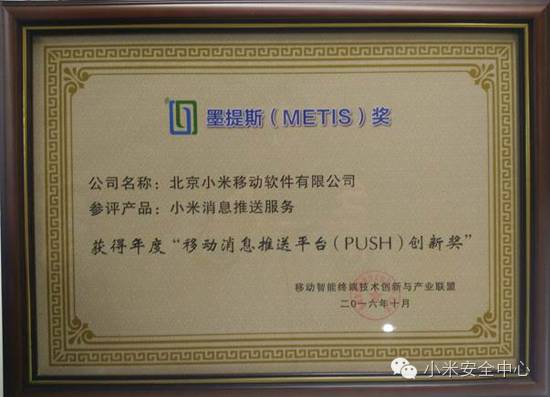 墨提斯（METIS）奖
公司名称：北京小米移动软件有限公司
参评产品：小米消息推送服务
获得年度“移动消息推送平台（PUSH）创新奖”
移动智能终端技术创新与产业联盟
二〇一六年十月
小米安全中心